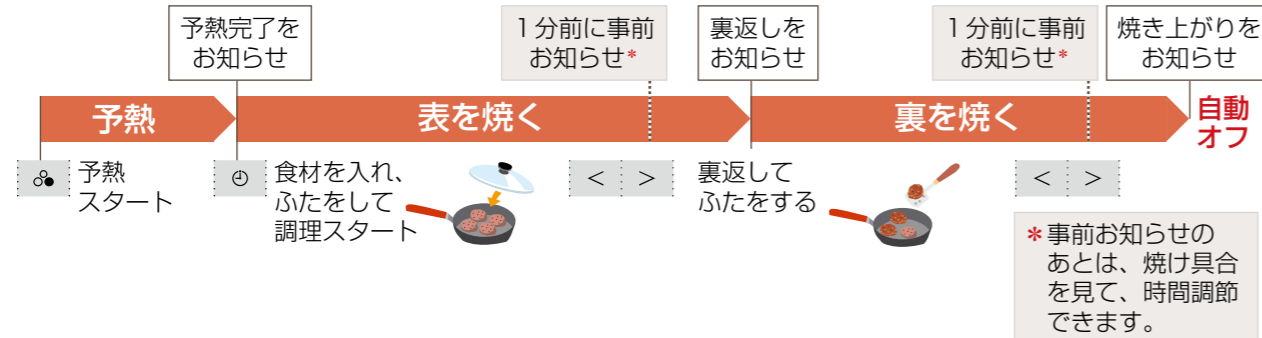 予熱完了を
お知らせ
1分前に事前
お知らせ*
裏返しを
お知らせ
1分前に事前
お知らせ*
焼き上がりを
お知らせ
予熱
表を焼く
裏を焼く
自動
オフ
予熱
スタート
食材を入れ、
ふたをして
調理スタート
< >
裏返して
ふたをする
< >
*事前お知らせの
あとは、焼け具合
を見て、時間調節
できます。